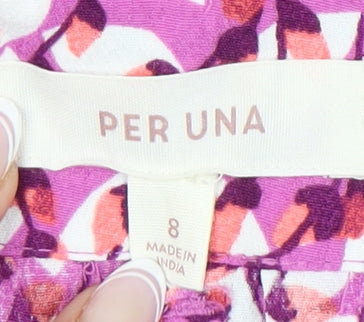 PER UNA
8
MADE IN
INDIA